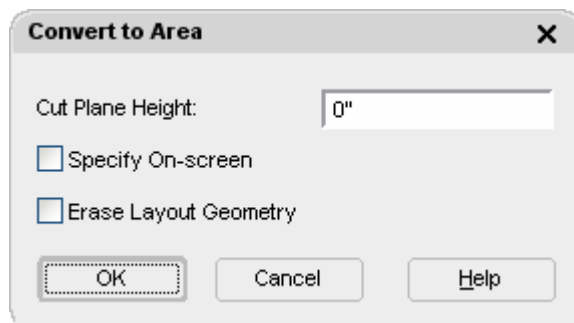 Convert to Area
Cut Plane Height: 0"
Specify On-screen
Erase Layout Geometry
OK Cancel Help